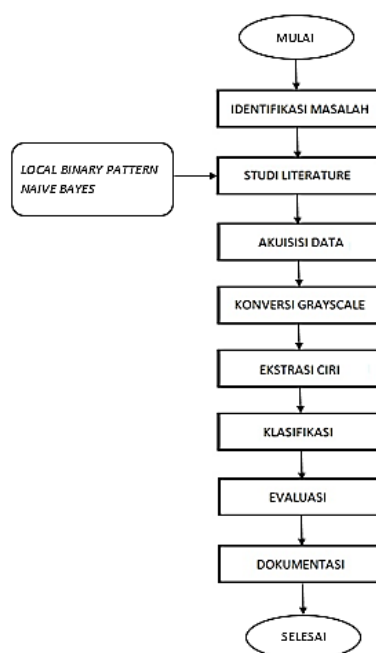 MULAI
IDENTIFIKASI MASALAH
LOCAL BINARY PATTERN
NAIVE BAYES
STUDI LITERATURE
AKUISISI DATA
KONVERSI GRAYSCALE
EKSTRASI CIRI
KLASIFIKASI
EVALUASI
DOKUMENTASI
SELESAI